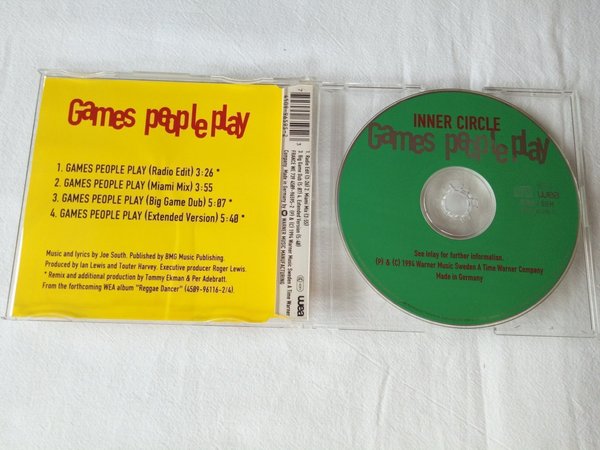 Games people play
1. GAMES PEOPLE PLAY (Radio Edit) 3:26 *
2. GAMES PEOPLE PLAY (Miami Mix) 3:55
3. GAMES PEOPLE PLAY (Big Game Dub) 5:07 *
4. GAMES PEOPLE PLAY (Extended Version) 5:40 *
Music and lyrics by Joe South. Published by BMG Music Publishing.
Produced by Ian Lewis and Touter Harvey. Executive producer Roger Lewis.
* Remix and additional production by Tommy Ekman & Per Adebratt.
From the forthcoming WEA album "Reggae Dancer" (4509-96116-2/4).
wea
INNER CIRCLE
Games people play
wea
See inlay for further information.
(P) & (C) 1994 Warner Music Sweden A Time Warner Company
Made in Germany